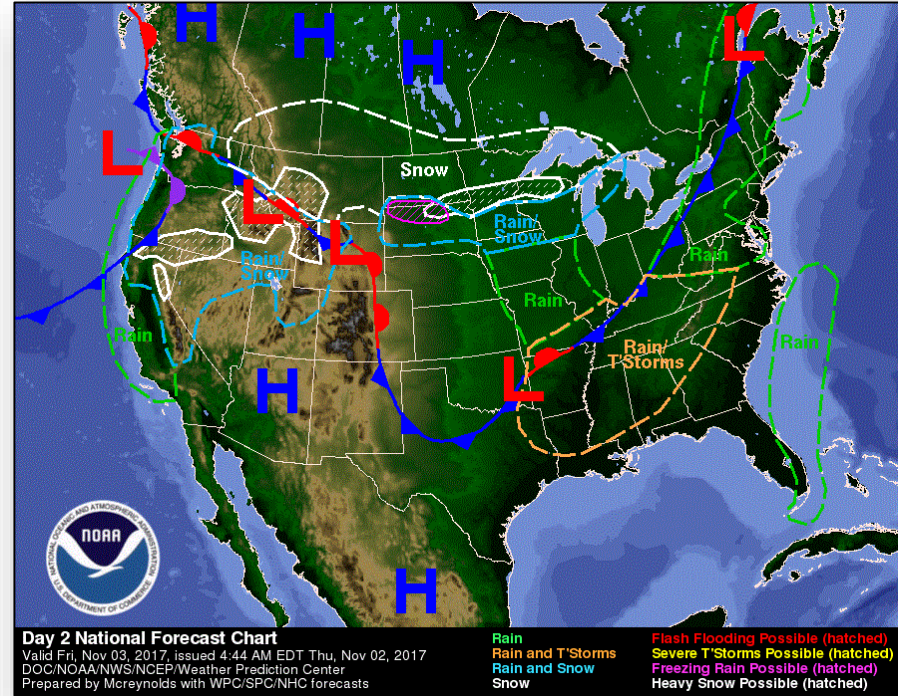 H
H
H
L
L
Snow
L
L
Rain/
Snow
Rain/
Snow
Rain
Rain
Rain
Rain
Rain/
T'Storms
L
H
H
NATIONAL OCEANIC AND ATMOSPHERIC ADMINISTRATION
NOAA
U.S. DEPARTMENT OF COMMERCE
Day 2 National Forecast Chart
Valid Fri, Nov 03, 2017, issued 4:44 AM EDT Thu, Nov 02, 2017
DOC/NOAA/NWS/NCEP/Weather Prediction Center
Prepared by Mcreynolds with WPC/SPC/NHC forecasts
Rain
Rain and T'Storms
Rain and Snow
Snow
Flash Flooding Possible (hatched)
Severe T'Storms Possible (hatched)
Freezing Rain Possible (hatched)
Heavy Snow Possible (hatched)